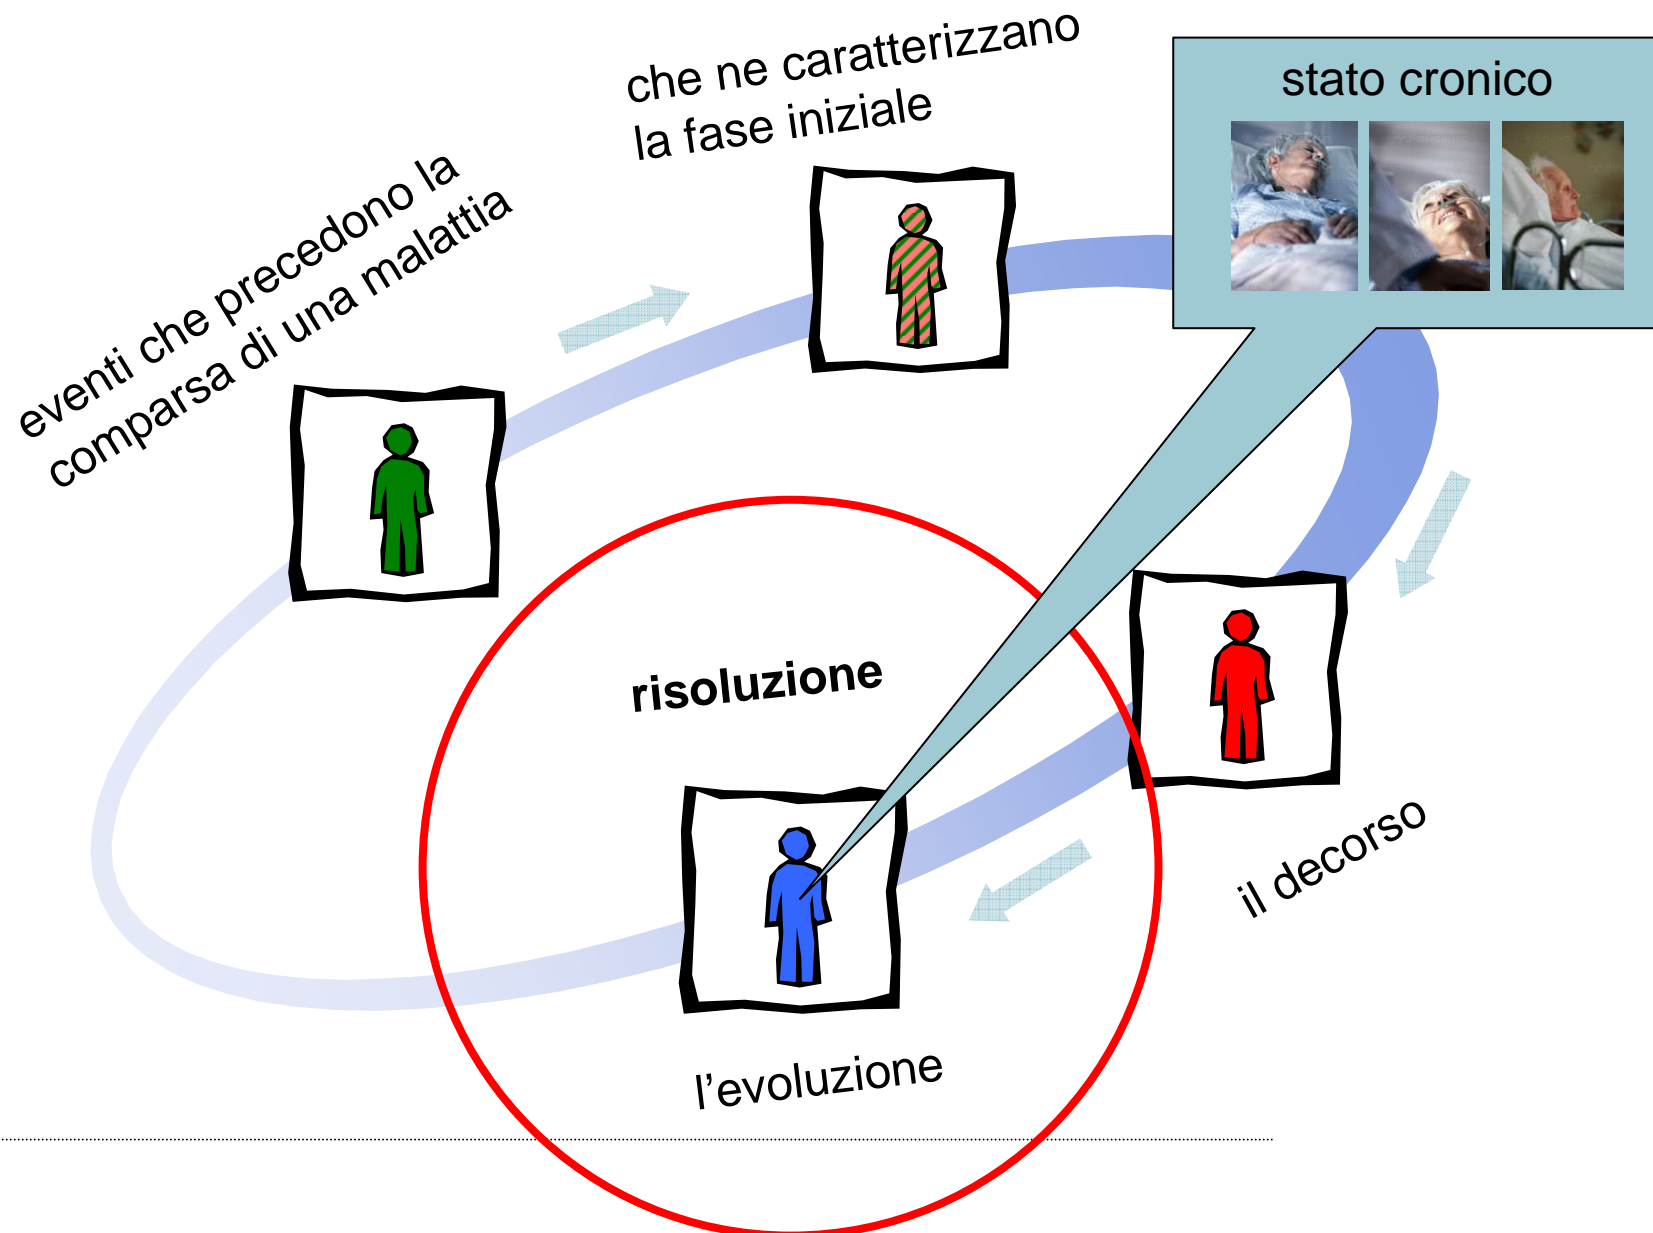 che ne caratterizzano
la fase iniziale
stato cronico
eventi che precedono la
comparsa di una malattia
risoluzione
il decorso
l’evoluzione